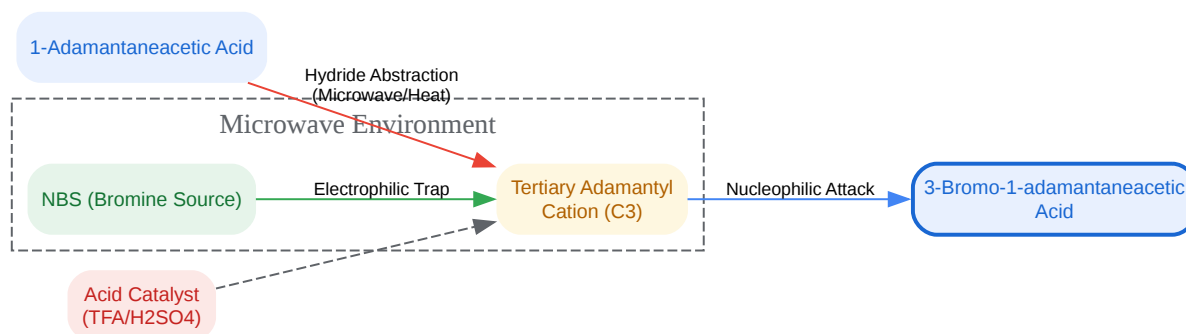 1-Adamantaneacetic Acid
Hydride Abstraction
(Microwave/Heat)
Microwave Environment
NBS (Bromine Source)
Electrophilic Trap
Tertiary Adamantyl
Cation (C3)
Nucleophilic Attack
3-Bromo-1-adamantaneacetic
Acid
Acid Catalyst
(TFA/H2SO4)